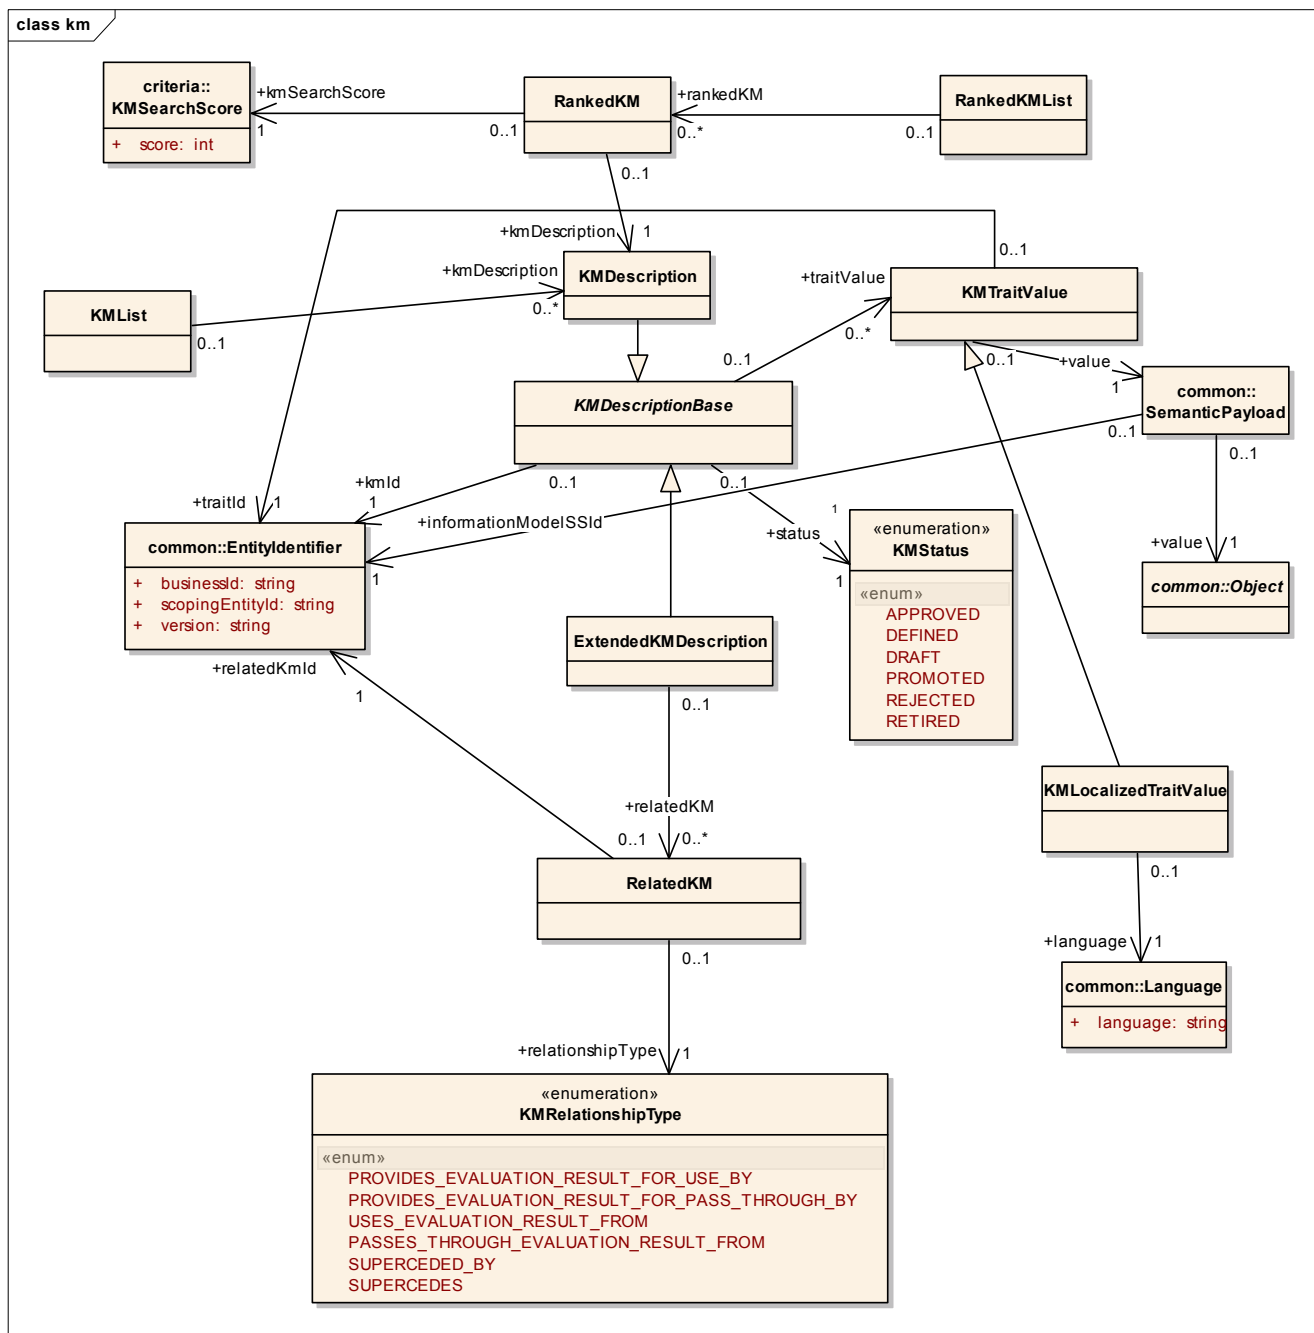 class km
criteria::
KMSearchScore
+ score: int
+kmSearchScore
1
0..1
RankedKM
+rankedKM
0..*
0..1
RankedKMList
0..1
+kmDescription
1
KMDescription
+kmDescription
0..*
KMList
0..1
0..1
+traitValue
0..*
0..1
KMTraitValue
0..1
+value
1
common::
SemanticPayload
0..1
0..1
KMDescriptionBase
+traitId
1
+kmId
1
0..1
0..1
+informationModelSSId
1
+status
1
1
+value
1
common::Object
common::EntityIdentifier
+ businessId: string
+ scopingEntityId: string
+ version: string
«enumeration»
KMStatus
«enum»
APPROVED
DEFINED
DRAFT
PROMOTED
REJECTED
RETIRED
ExtendedKMDescription
0..1
+relatedKmId
1
+relatedKM
0..1
0..*
RelatedKM
0..1
KMLocalizedTraitValue
0..1
+language
1
common::Language
+ language: string
+relationshipType
1
«enumeration»
KMRelationshipType
«enum»
PROVIDES_EVALUATION_RESULT_FOR_USE_BY
PROVIDES_EVALUATION_RESULT_FOR_PASS_THROUGH_BY
USES_EVALUATION_RESULT_FROM
PASSES_THROUGH_EVALUATION_RESULT_FROM
SUPERCEDED_BY
SUPERCEDES